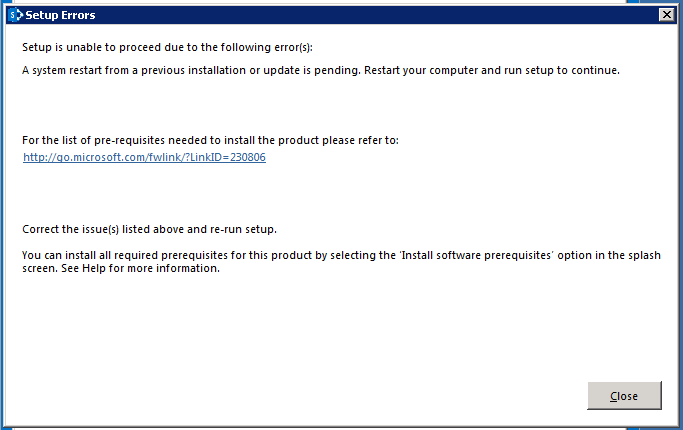 Setup Errors
Setup is unable to proceed due to the following error(s):
A system restart from a previous installation or update is pending. Restart your computer and run setup to continue.
For the list of pre-requisites needed to install the product please refer to:
http://go.microsoft.com/fwlink/?LinkID=230806
Correct the issue(s) listed above and re-run setup.
You can install all required prerequisites for this product by selecting the 'Install software prerequisites' option in the splash
screen. See Help for more information.
Close